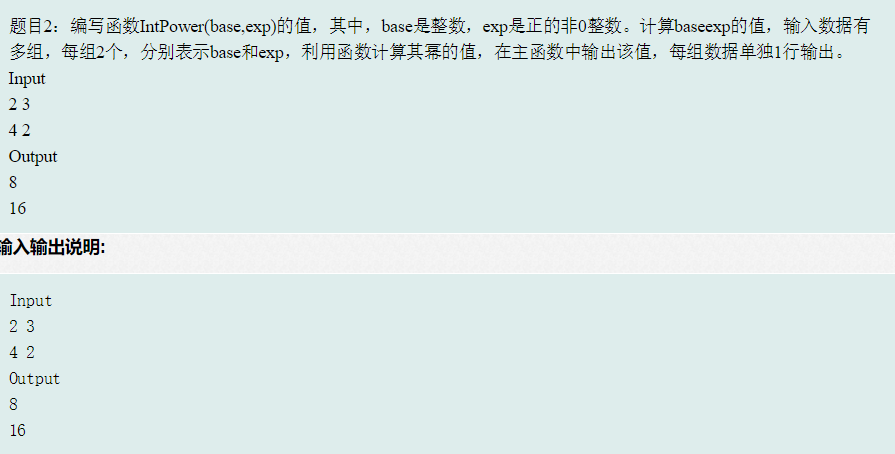 题目2：编写函数IntPower(base,exp)的值，其中，base是整数，exp是正的非0整数。计算baseexp的值，输入数据有
多组，每组2个，分别表示base和exp，利用函数计算其幂的值，在主函数中输出该值，每组数据单独1行输出。
Input
2 3
4 2
Output
8
16
输入输出说明:
Input
2 3
4 2
Output
8
16